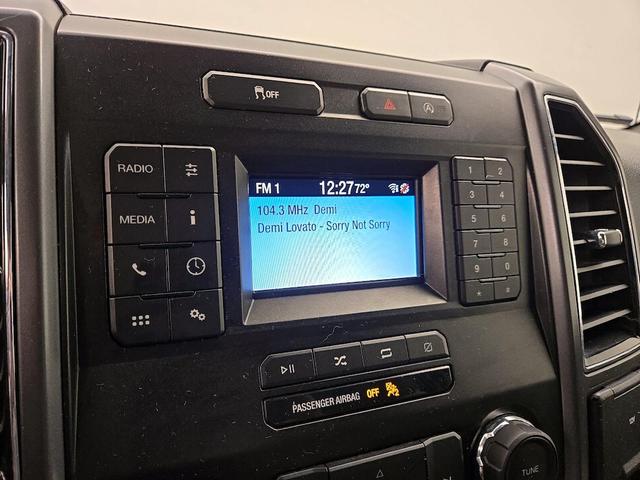 OFF
RADIO
MEDIA
i
FM 1 12:27 72°
104.3 MHz Demi
Demi Lovato - Sorry Not Sorry
1 2
3 4
5 6
7 8
9 0
* #
PASSENGER AIRBAG OFF 2
TUNE